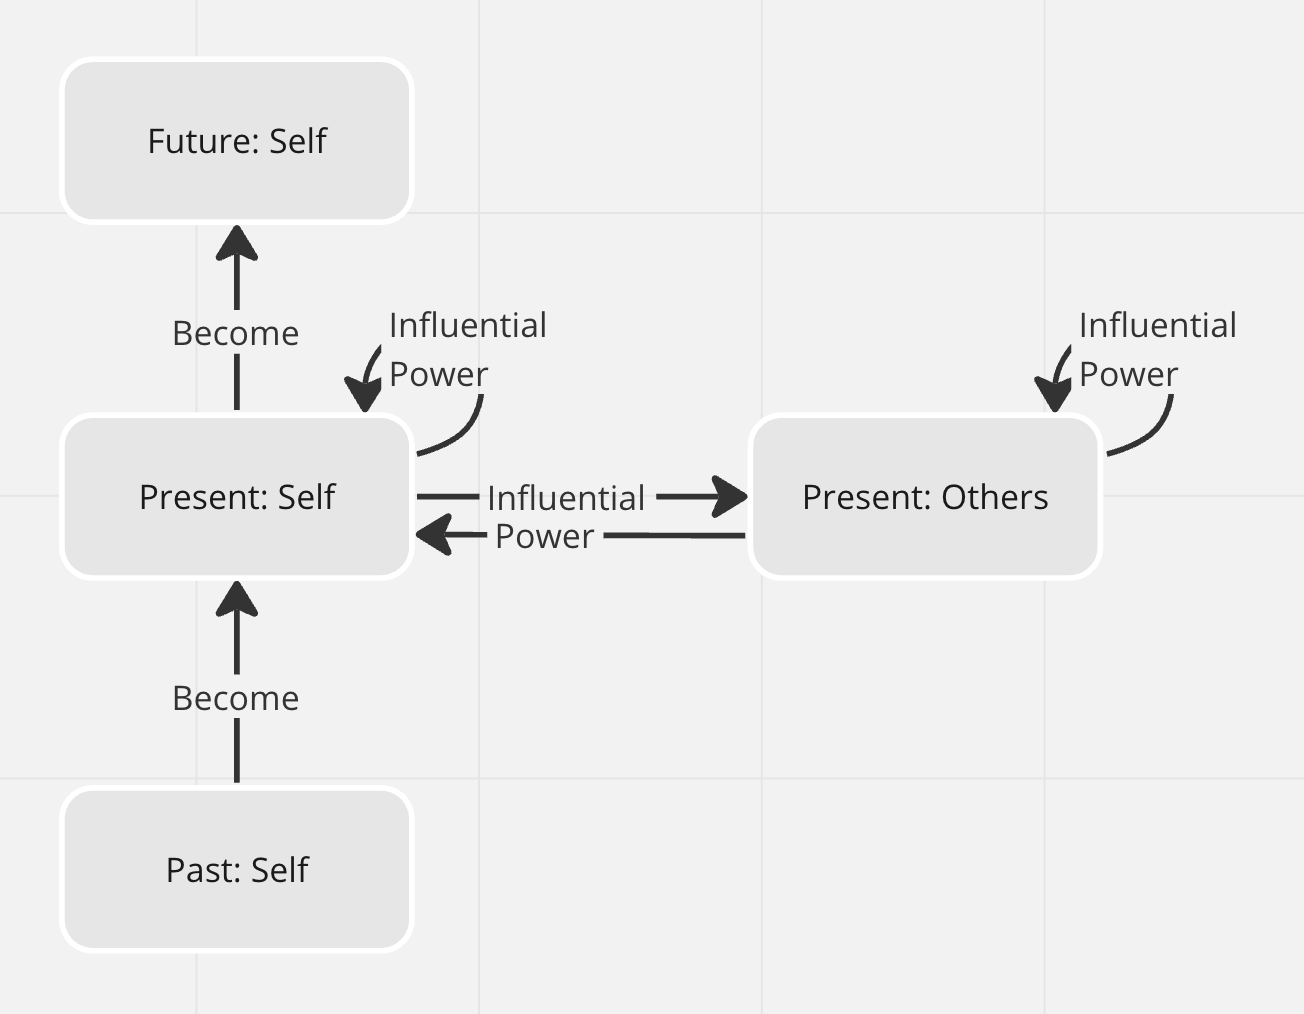 Future: Self
Become
Influential
Power
Influential
Power
Present: Self
Influential
Power
Present: Others
Become
Past: Self